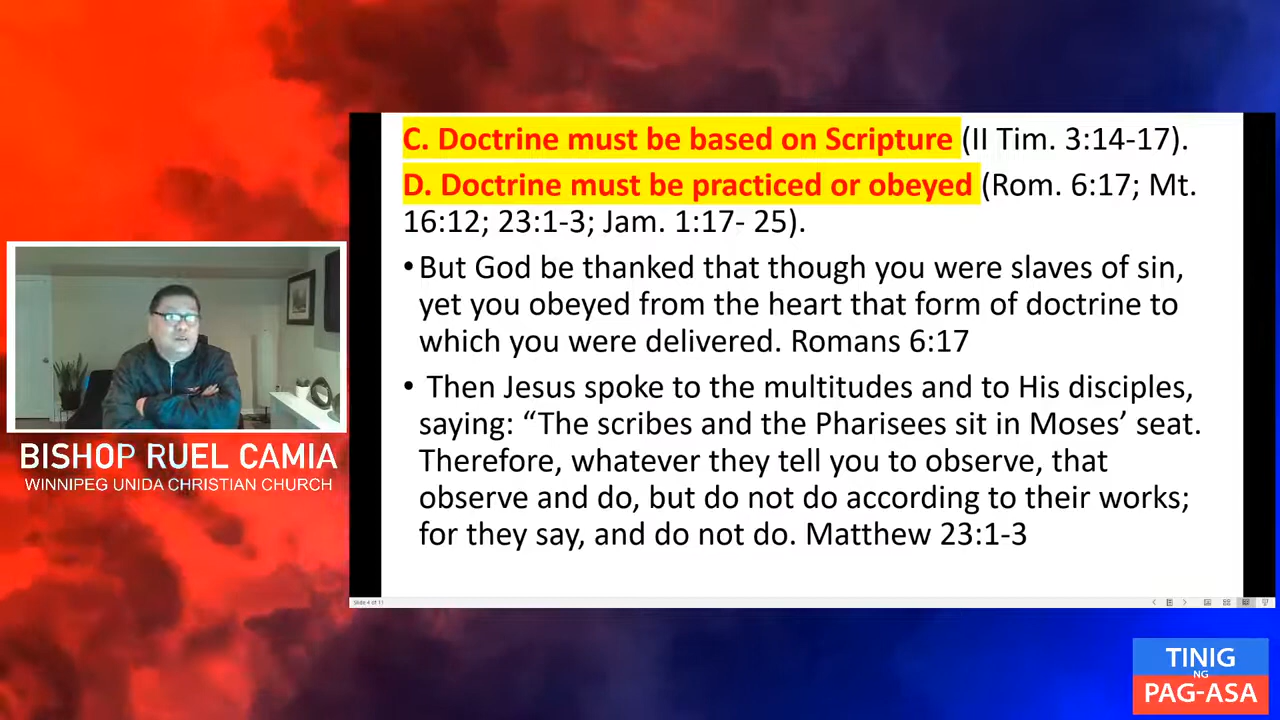 C. Doctrine must be based on Scripture (II Tim. 3:14-17).
D. Doctrine must be practiced or obeyed (Rom. 6:17; Mt.
16:12; 23:1-3; Jam. 1:17- 25).
•But God be thanked that though you were slaves of sin,
yet you obeyed from the heart that form of doctrine to
which you were delivered. Romans 6:17
• Then Jesus spoke to the multitudes and to His disciples,
saying: “The scribes and the Pharisees sit in Moses’ seat.
Therefore, whatever they tell you to observe, that
observe and do, but do not do according to their works;
for they say, and do not do. Matthew 23:1-3
Slide 4 of 11
BISHOP RUEL CAMIA
WINNIPEG UNIDA CHRISTIAN CHURCH
TINIG
NG
PAG-ASA